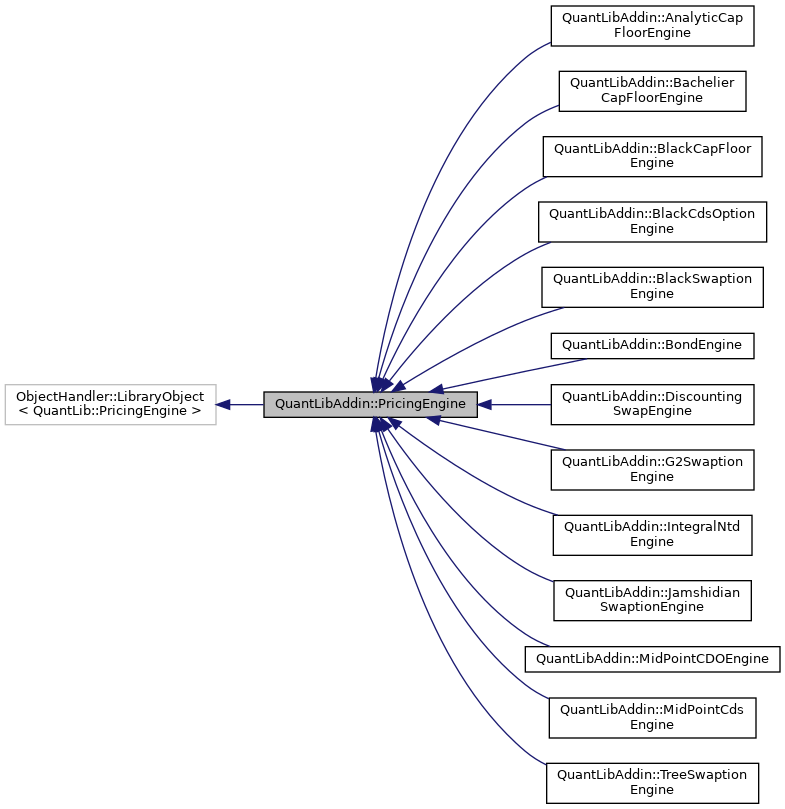 QuantLibAddin::AnalyticCap
FloorEngine
QuantLibAddin::Bachelier
CapFloorEngine
QuantLibAddin::BlackCapFloor
Engine
QuantLibAddin::BlackCdsOption
Engine
QuantLibAddin::BlackSwaption
Engine
QuantLibAddin::BondEngine
ObjectHandler::LibraryObject
< QuantLib::PricingEngine >
QuantLibAddin::PricingEngine
QuantLibAddin::Discounting
SwapEngine
QuantLibAddin::G2Swaption
Engine
QuantLibAddin::IntegralNtd
Engine
QuantLibAddin::Jamshidian
SwaptionEngine
QuantLibAddin::MidPointCDOEngine
QuantLibAddin::MidPointCds
Engine
QuantLibAddin::TreeSwaption
Engine